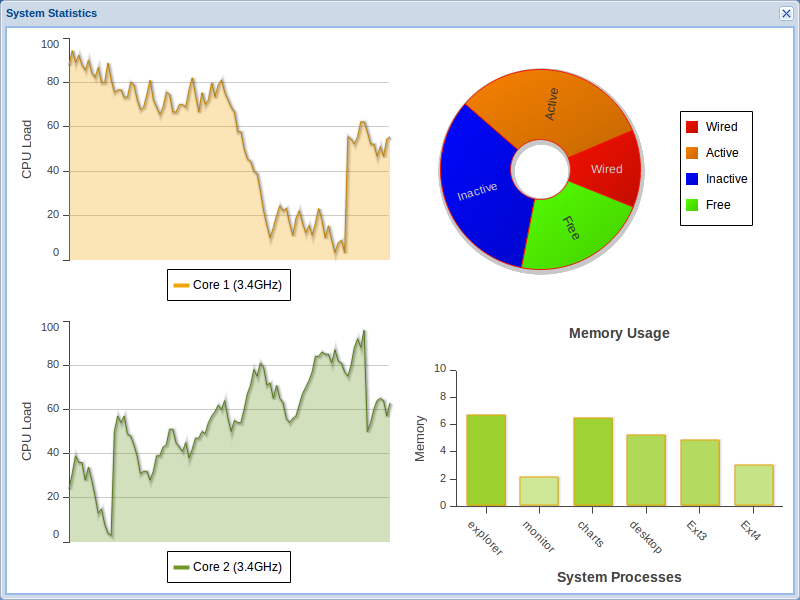 System Statistics
100
80
60
40
20
0
CPU Load
Core 1 (3.4GHz)
Active
Wired
Inactive
Free
Wired
Active
Inactive
Free
Memory Usage
100
80
60
40
20
0
CPU Load
Core 2 (3.4GHz)
10
8
6
4
2
0
Memory
explorer
monitor
charts
desktop
Ext3
Ext4
System Processes